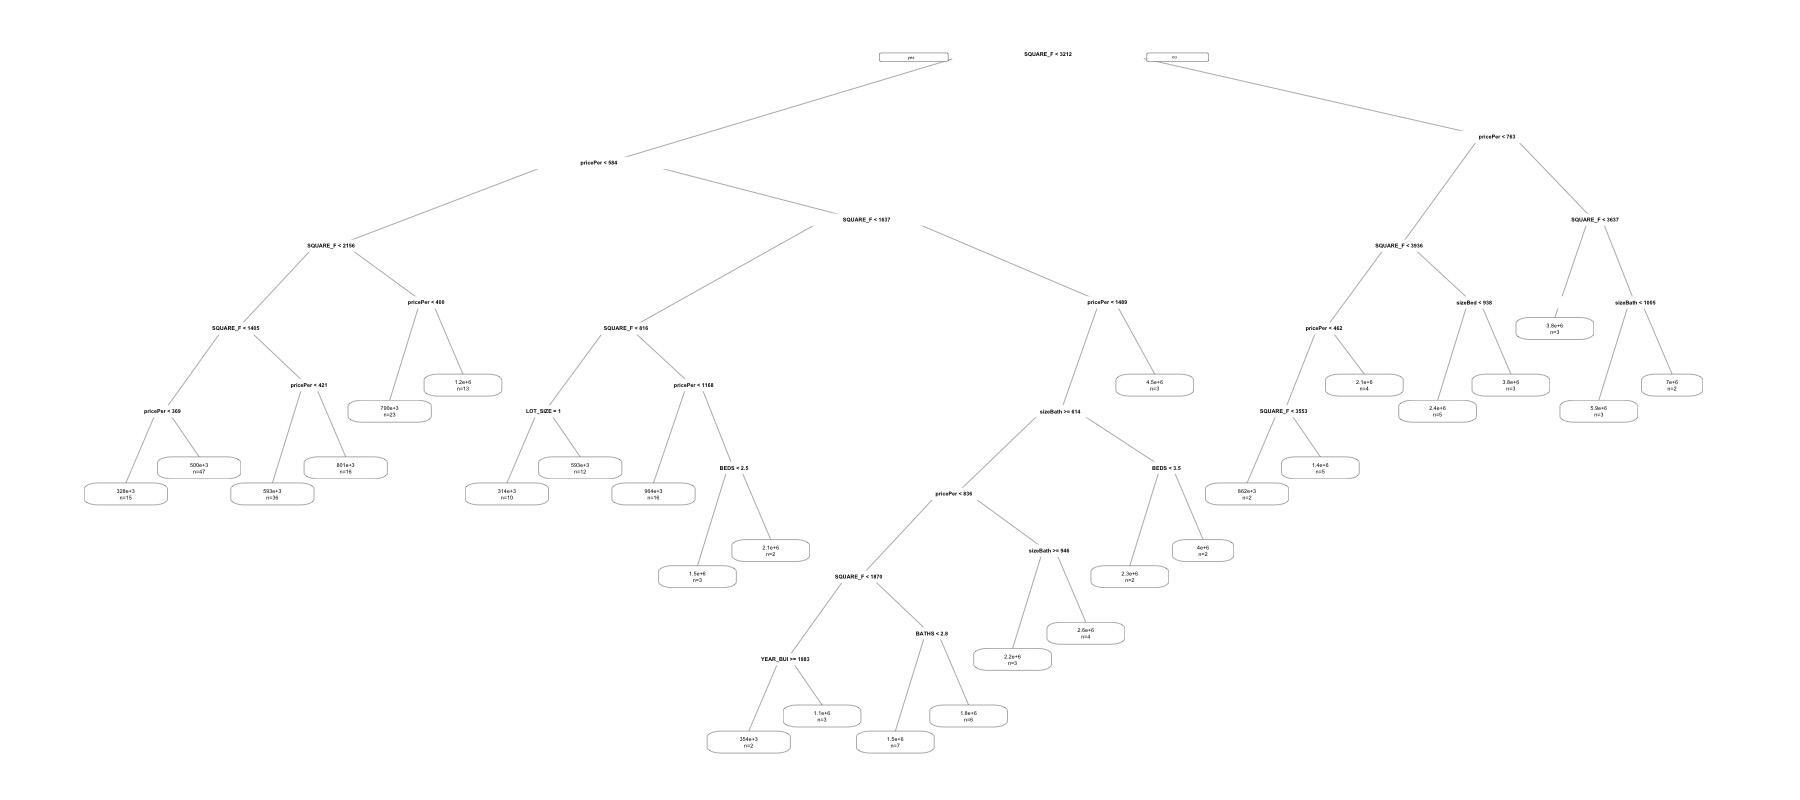 SQUARE_F < 3212
yes
no
pricePer < 763
pricePer < 584
SQUARE_F < 1637
SQUARE_F < 3637
SQUARE_F < 2156
SQUARE_F < 3936
pricePer < 400
pricePer < 1489
sizeBed < 938
sizeBath < 1005
SQUARE_F < 1405
SQUARE_F < 816
pricePer < 462
3.8e+6
n=3
pricePer < 421
1.2e+6
n=13
pricePer < 1168
4.5e+6
n=3
2.1e+6
n=4
3.8e+6
n=3
7e+6
n=2
790e+3
n=23
2.4e+6
n=5
5.9e+6
n=3
pricePer < 369
LOT_SIZE = 1
sizeBath >= 614
SQUARE_F < 3553
500e+3
n=47
801e+3
n=16
593e+3
n=12
BEDS < 2.5
BEDS < 3.5
1.4e+6
n=5
328e+3
n=15
593e+3
n=36
314e+3
n=10
964e+3
n=16
pricePer < 836
862e+3
n=2
2.1e+6
n=2
sizeBath >= 946
4e+6
n=2
1.5e+6
n=3
SQUARE_F < 1870
2.3e+6
n=2
BATHS < 2.8
2.6e+6
n=4
YEAR_BUI >= 1983
2.2e+6
n=3
1.1e+6
n=3
1.8e+6
n=6
354e+3
n=2
1.5e+6
n=7